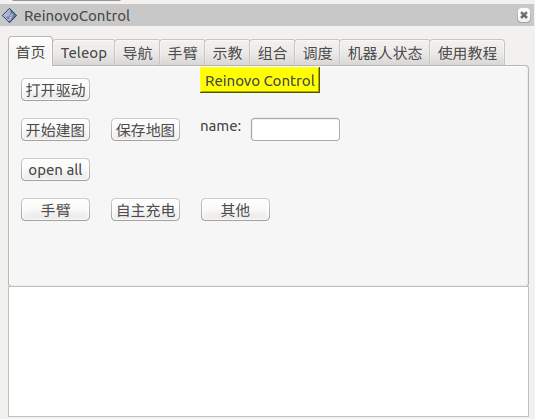 ReinovoControl
首页 Teleop 导航 手臂 示教 组合 调度 机器人状态 使用教程
打开驱动 Reinovo Control
开始建图 保存地图 name:
open all
手臂 自主充电 其他